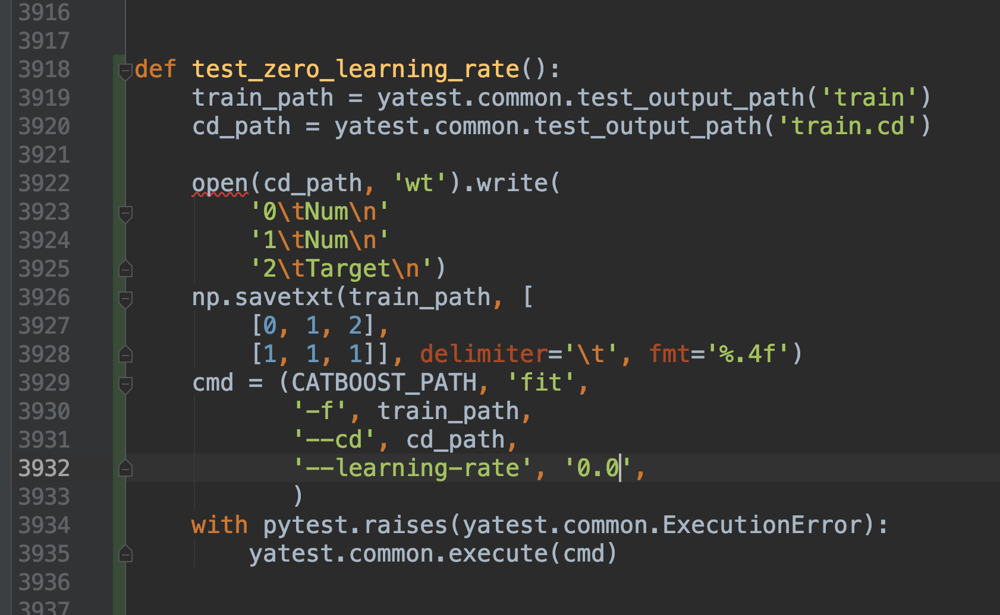 3916
3917
3918 def test_zero_learning_rate():
3919     train_path = yatest.common.test_output_path('train')
3920     cd_path = yatest.common.test_output_path('train.cd')
3921
3922     open(cd_path, 'wt').write(
3923         '0\tNum\n'
3924         '1\tNum\n'
3925         '2\tTarget\n')
3926     np.savetxt(train_path, [
3927         [0, 1, 2],
3928         [1, 1, 1]], delimiter='\t', fmt='%.4f')
3929     cmd = (CATBOOST_PATH, 'fit',
3930            '-f', train_path,
3931            '--cd', cd_path,
3932            '--learning-rate', '0.0',
3933            )
3934     with pytest.raises(yatest.common.ExecutionError):
3935         yatest.common.execute(cmd)
3936
3937